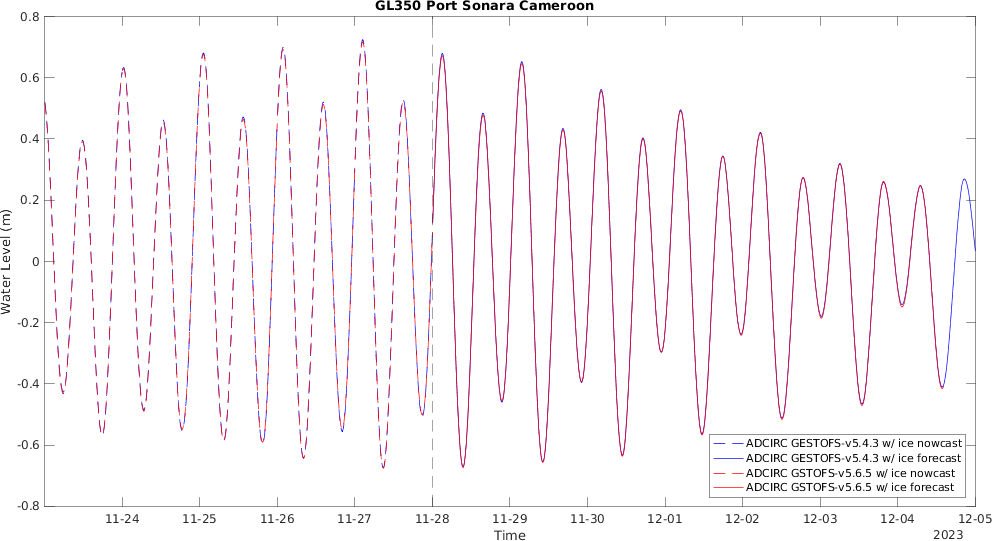 GL350 Port Sonara Cameroon
Water Level (m)
0.8
0.6
0.4
0.2
0
-0.2
-0.4
-0.6
-0.8
ADCIRC GESTOFS-v5.4.3 w/ ice nowcast
ADCIRC GESTOFS-v5.4.3 w/ ice forecast
ADCIRC GSTOFS-v5.6.5 w/ ice nowcast
ADCIRC GSTOFS-v5.6.5 w/ ice forecast
11-24 11-25 11-26 11-27 11-28 11-29 11-30 12-01 12-02 12-03 12-04 12-05
Time
2023